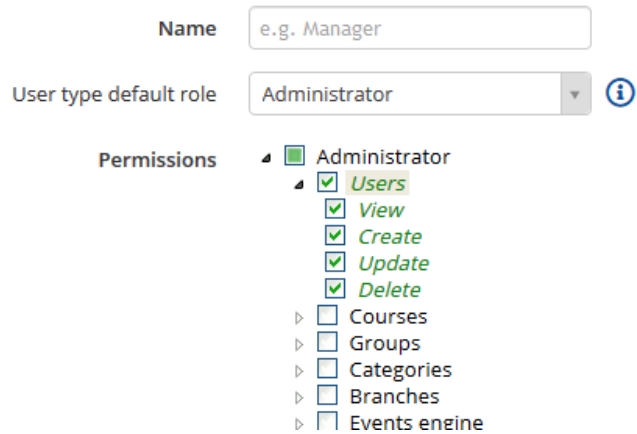 Name
e.g. Manager
User type default role
Administrator
Permissions
Administrator
Users
View
Create
Update
Delete
Courses
Groups
Categories
Branches
Events engine